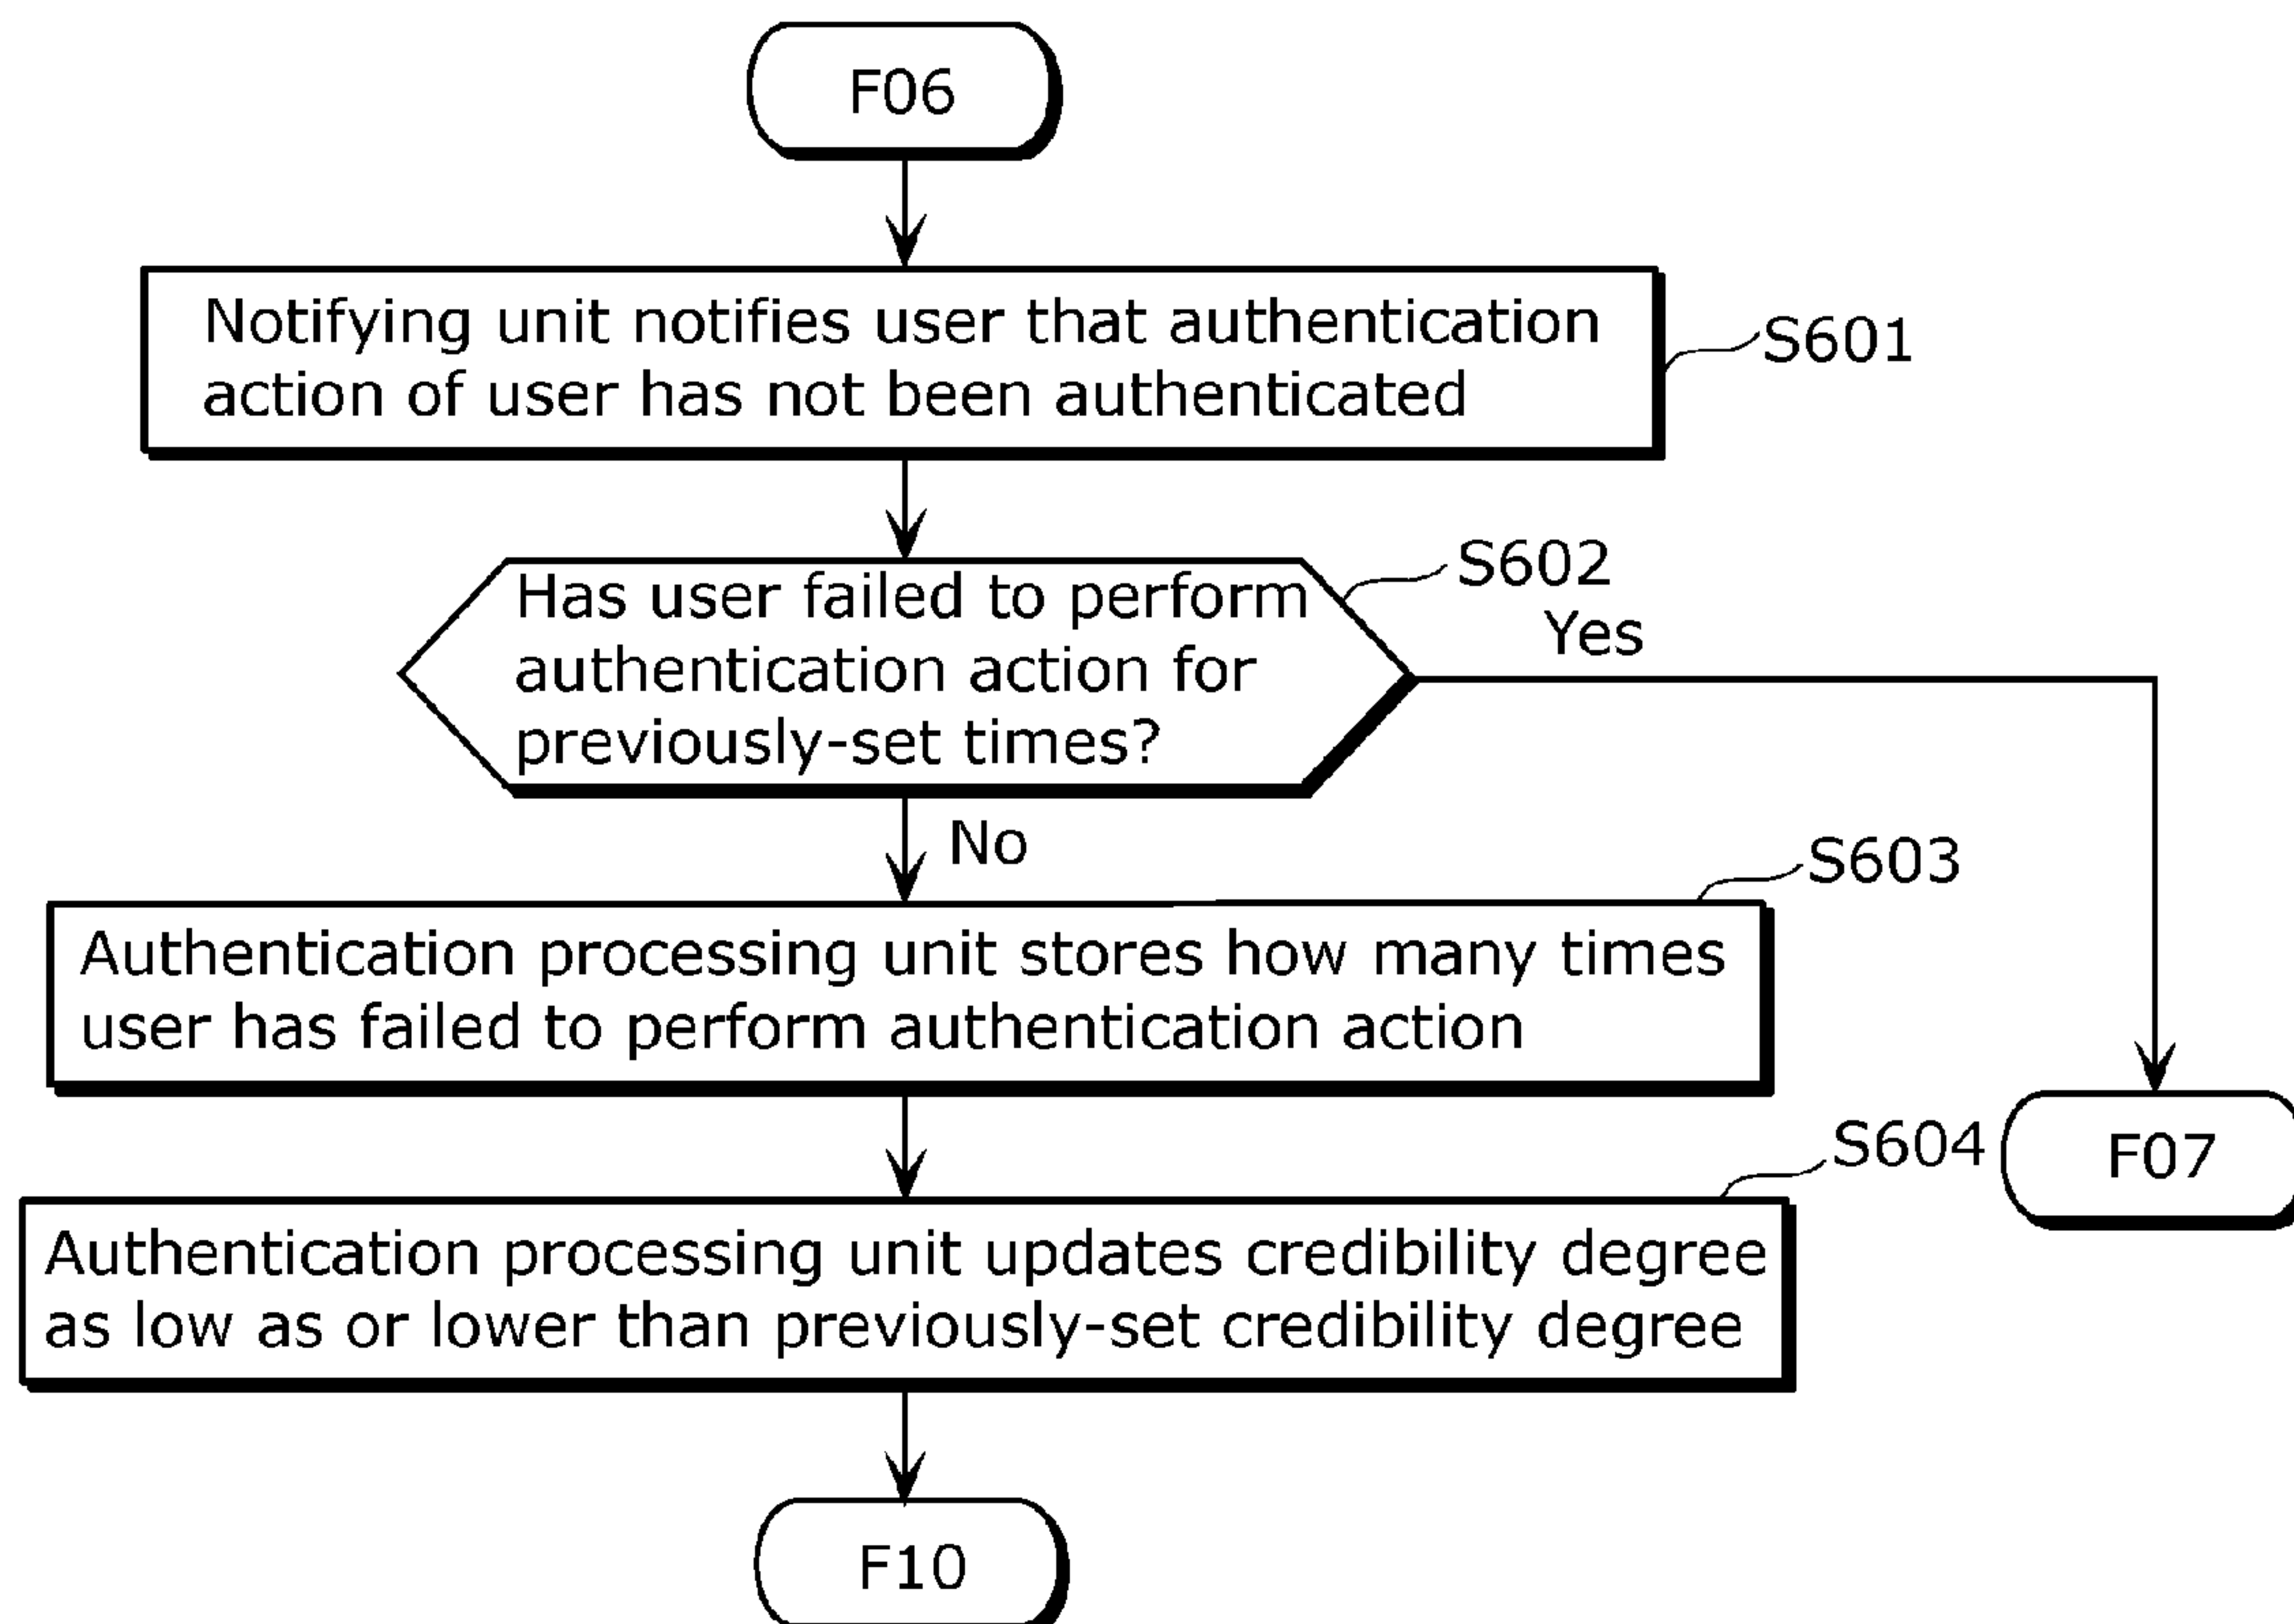 F06
Notifying unit notifies user that authentication
action of user has not been authenticated
S601
Has user failed to perform
authentication action for
previously-set times?
S602
Yes
No
S603
Authentication processing unit stores how many times
user has failed to perform authentication action
S604
F07
Authentication processing unit updates credibility degree
as low as or lower than previously-set credibility degree
F10